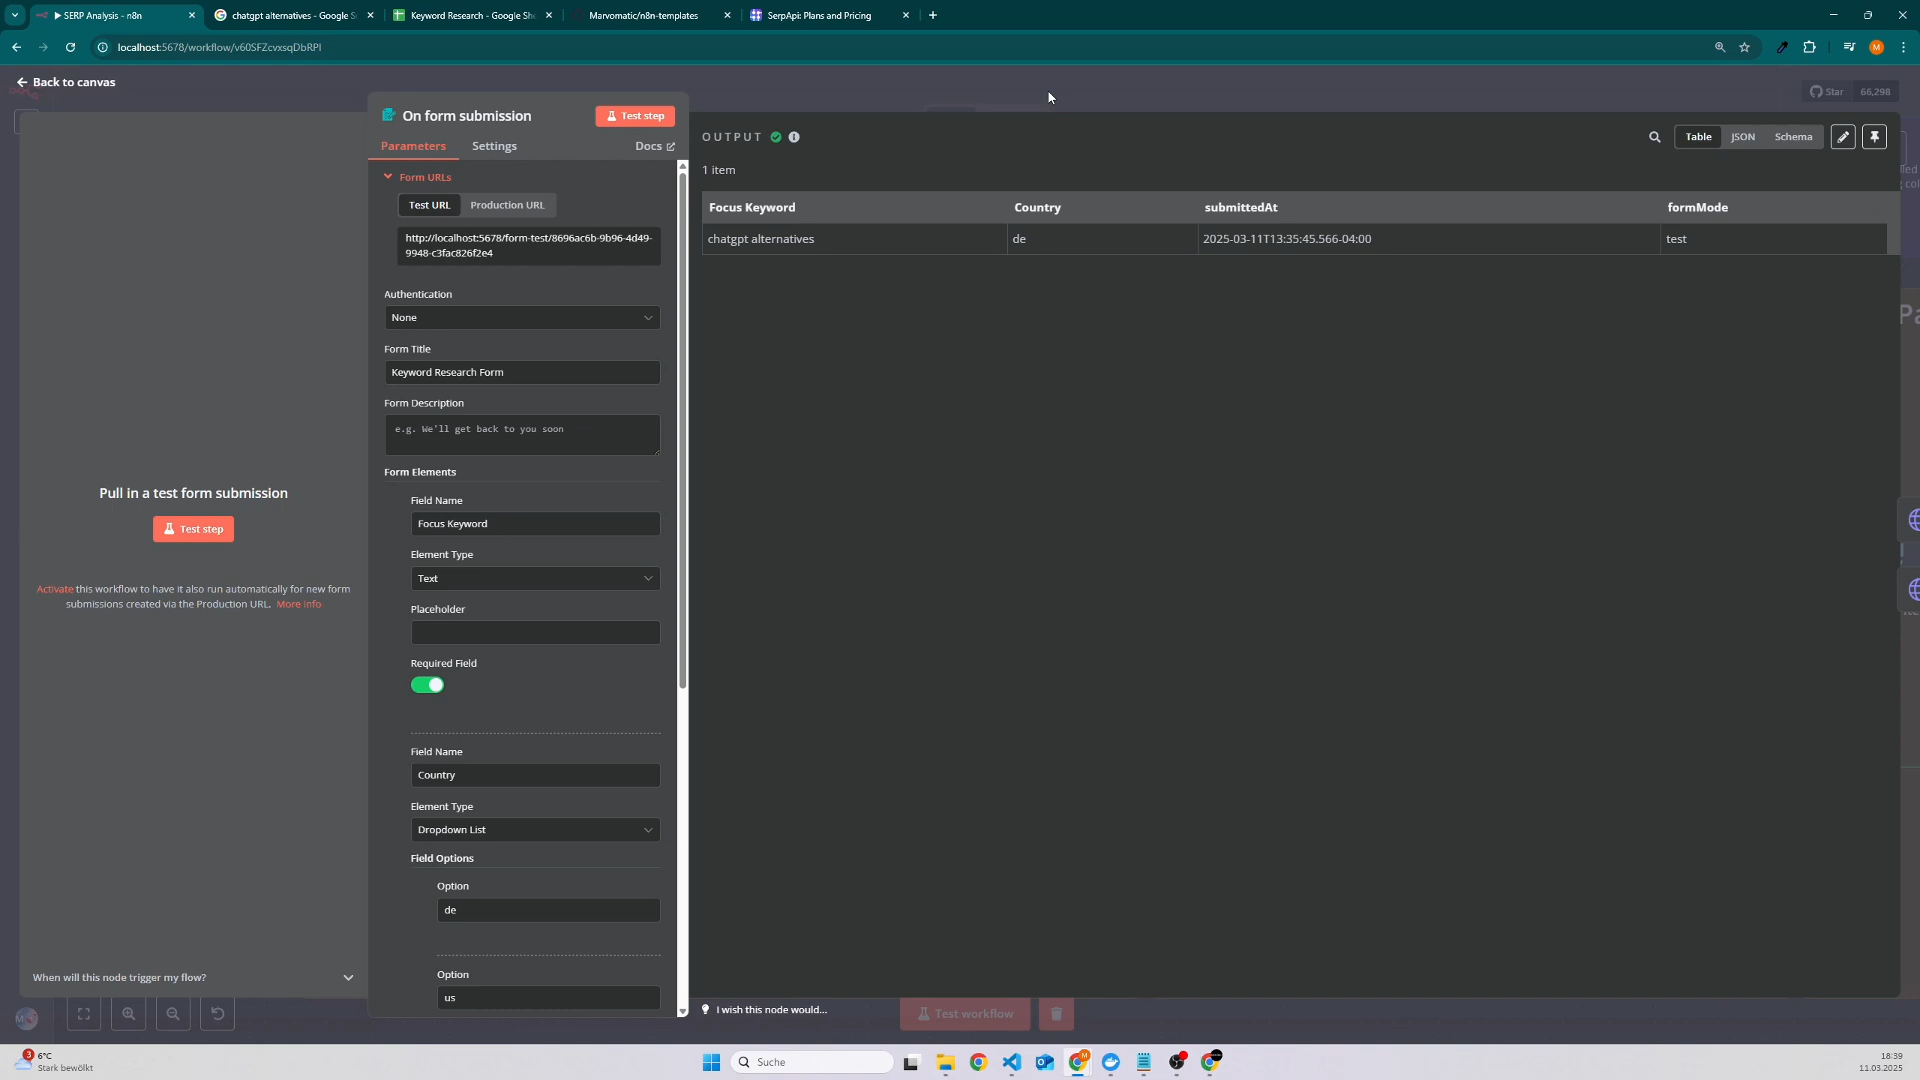 SERP Analysis - n8n
chatgpt alternatives - Google S
Keyword Research - Google She
Marvomatic/n8n-templates
SerpApi: Plans and Pricing
localhost:5678/workflow/v60SFZcvxsqDbRPI
M
Back to canvas
Star 66,298
On form submission
Test step
Parameters
Settings
Docs
OUTPUT
Table
JSON
Schema
1 item
Form URLs
Test URL
Production URL
http://localhost:5678/form-test/8696ac6b-9b96-4d49-
9948-c3fac826f2e4
Focus Keyword
Country
submittedAt
formMode
chatgpt alternatives
de
2025-03-11T13:35:45.566-04:00
test
Authentication
None
Form Title
Keyword Research Form
Form Description
e.g. We'll get back to you soon
Form Elements
Field Name
Focus Keyword
Element Type
Text
Placeholder
Required Field
Field Name
Country
Element Type
Dropdown List
Field Options
Option
de
Option
us
Pull in a test form submission
Test step
Activate this workflow to have it also run automatically for new form
submissions created via the Production URL. More info
When will this node trigger my flow?
I wish this node would...
Test workflow
3
6°C
Stark bewölkt
Suche
18:39
11.03.2025